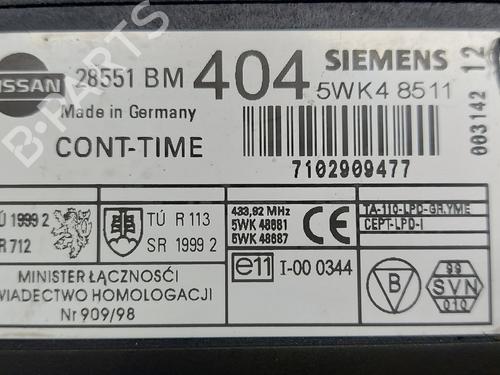 NISSAN
28551 BM 404
SIEMENS
5WK4 8511
Made in Germany
CONT-TIME
7102909477
003142 12
Ú 1999 2
R 712
TÚ R 113
SR 1999 2
433,92 MHz
5WK 48681
5WK 48687
CE
TA-110-LPD-GR.YME
CEPT-LPD-I
MINISTER ŁĄCZNOŚCI
WIADECTWO HOMOLOGACJI
Nr 909/98
e11 I-00 0344
B
99
SVN
010
B-PARTS